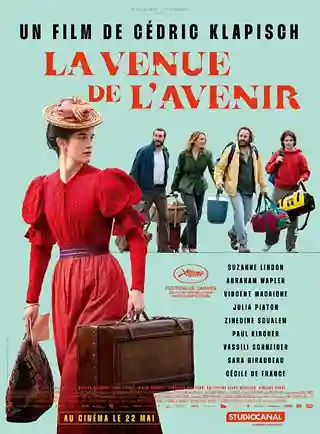 UN FILM DE CÉDRIC KLAPISCH
LA VENUE
DE L'AVENIR
FESTIVAL DE CANNES
SUZANNE LINDON
ABRAHAM WAPLER
VINCENT MACAIGNE
JULIA PIATON
ZINEDINE SOUALEM
PAUL KIRCHER
VASSILI SCHNEIDER
SARA GIRAUDEAU
CÉCILE DE FRANCE
AU CINÉMA LE 22 MAI
STUDIOCANAL